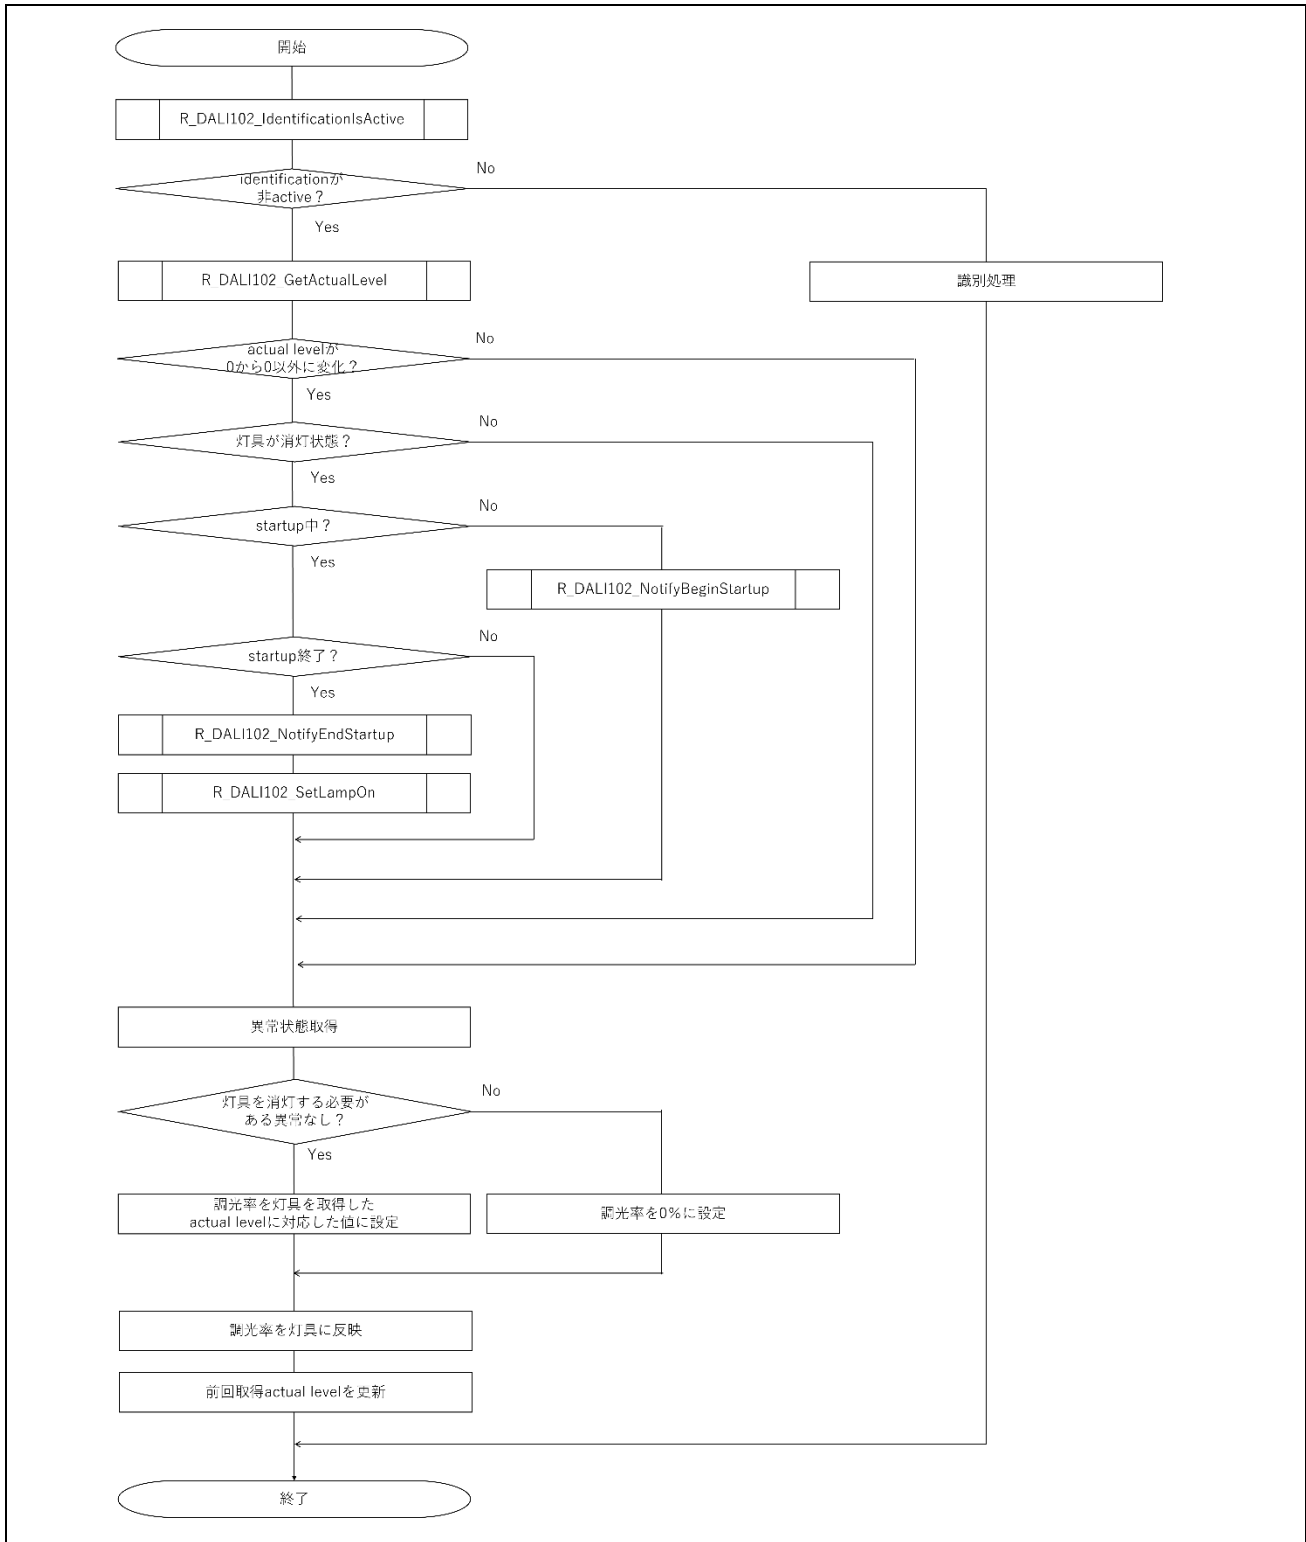 開始
R_DALI102_IdentificationIsActive
identificationが
非active？
No
Yes
R_DALI102_GetActualLevel
識別処理
actual levelが
0から0以外に変化？
No
Yes
灯具が消灯状態？
No
Yes
startup中？
No
Yes
R_DALI102_NotifyBeginStartup
startup終了？
No
Yes
R_DALI102_NotifyEndStartup
R_DALI102_SetLampOn
異常状態取得
灯具を消灯する必要が
ある異常なし？
No
Yes
調光率を灯具を取得した
actual levelに対応した値に設定
調光率を0%に設定
調光率を灯具に反映
前回取得actual levelを更新
終了